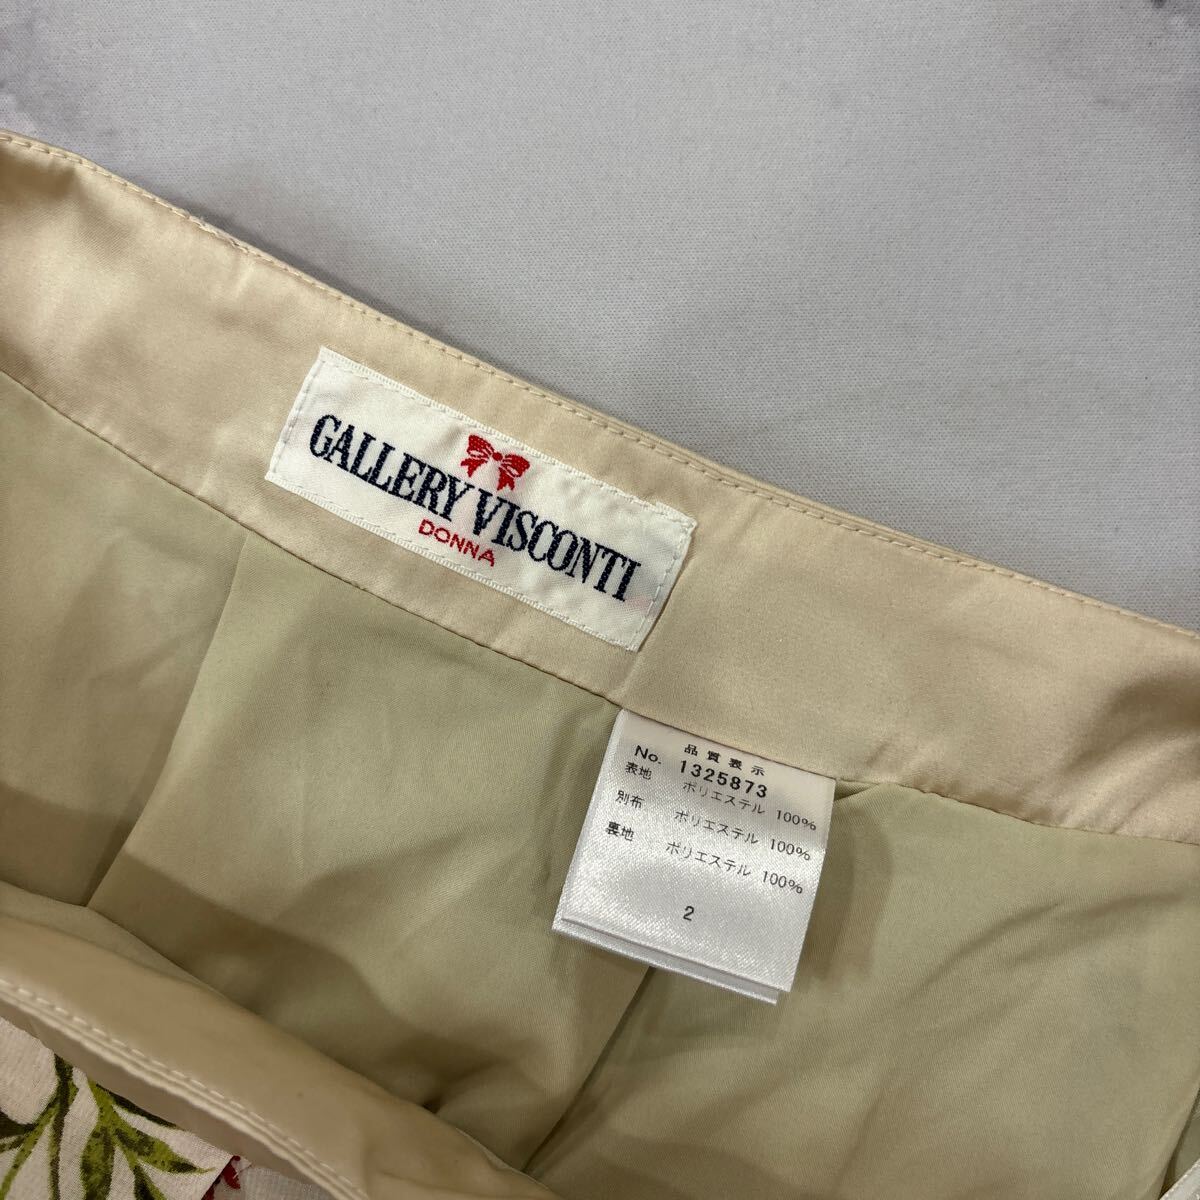 GALLERY VISCONTI
DONNA
品質表示
No. 1325873
表地 ポリエステル 100%
別布 ポリエステル 100%
裏地 ポリエステル 100%
2